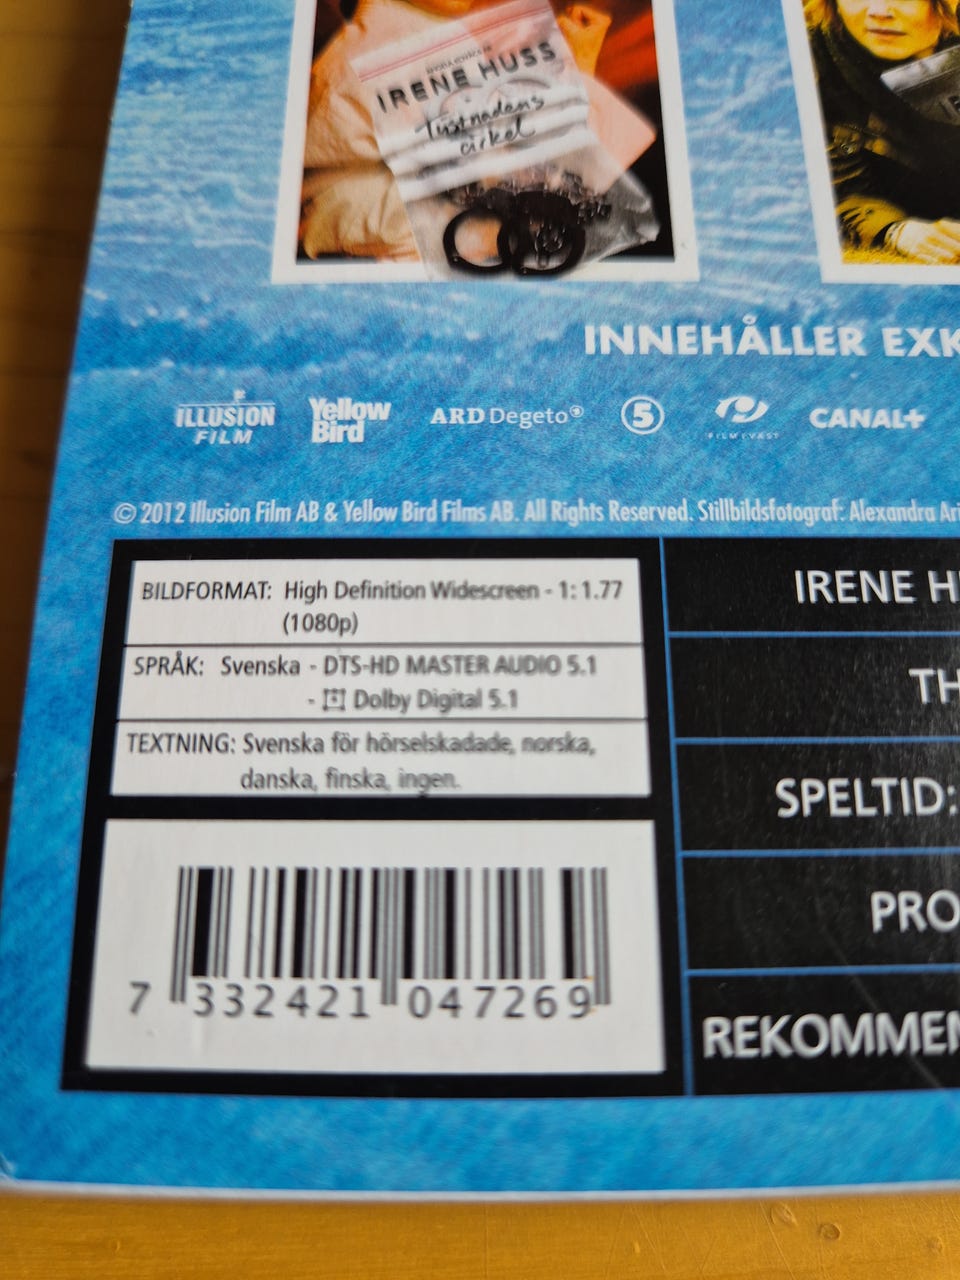 IRENE HUSS
Tystnadens
cirkel
INNEHÅLLER EXK
ILLUSION
FILM
Yellow
Bird
ARD Degeto
5
FILM I VÄST
CANAL+
© 2012 Illusion Film AB & Yellow Bird Films AB. All Rights Reserved. Stillbildsfotograf: Alexandra Ari
BILDFORMAT: High Definition Widescreen - 1: 1.77
(1080p)
SPRÅK: Svenska - DTS-HD MASTER AUDIO 5.1
- Dolby Digital 5.1
TEXTNING: Svenska för hörselskadade, norska,
danska, finska, ingen.
7 332421 047269
IRENE H
TH
SPELTID:
PRO
REKOMMEN